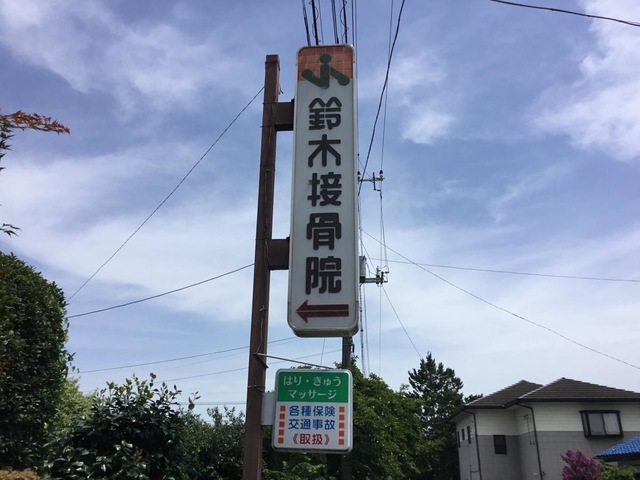 鈴木接骨院
はり・きゅう
マッサージ
各種保険
交通事故
《取扱》